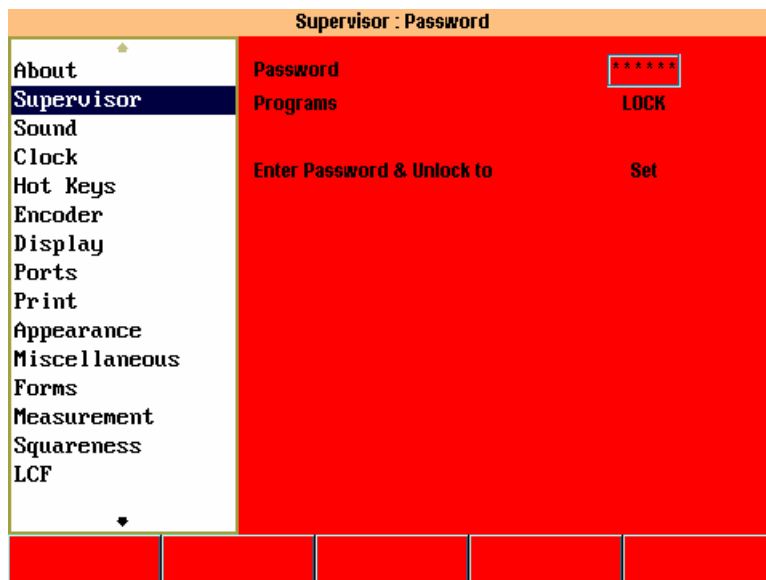 Supervisor : Password
About
Supervisor
Sound
Clock
Hot Keys
Encoder
Display
Ports
Print
Appearance
Miscellaneous
Forms
Measurement
Squareness
LCF
Password ******
Programs LOCK
Enter Password & Unlock to Set